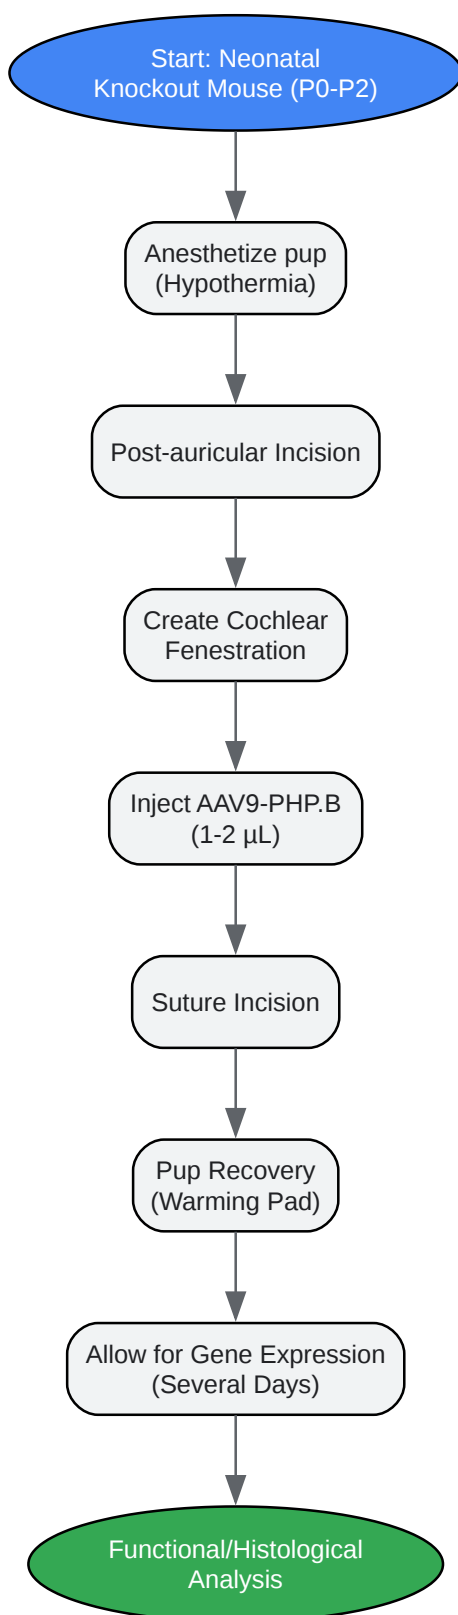 Start: Neonatal
Knockout Mouse (P0-P2)
Anesthetize pup
(Hypothermia)
Post-auricular Incision
Create Cochlear
Fenestration
Inject AAV9-PHP.B
(1-2 µL)
Suture Incision
Pup Recovery
(Warming Pad)
Allow for Gene Expression
(Several Days)
Functional/Histological
Analysis